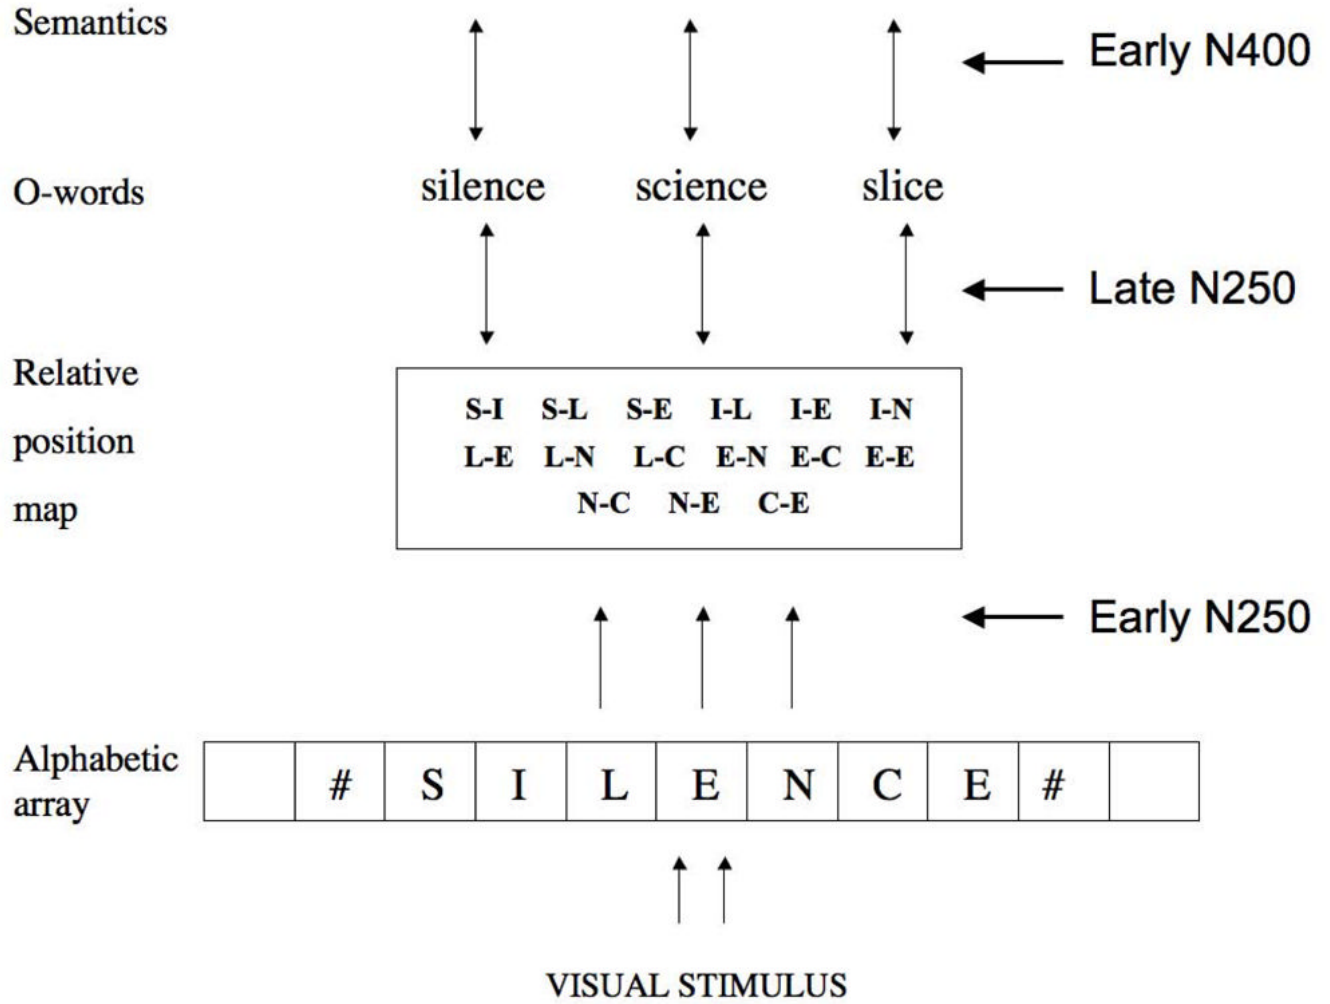 Semantics
Early N400
O-words silence science slice
Late N250
Relative
position
map
S-I S-L S-E I-L I-E I-N
L-E L-N L-C E-N E-C E-E
N-C N-E C-E
Early N250
Alphabetic
array
# S I L E N C E #
VISUAL STIMULUS